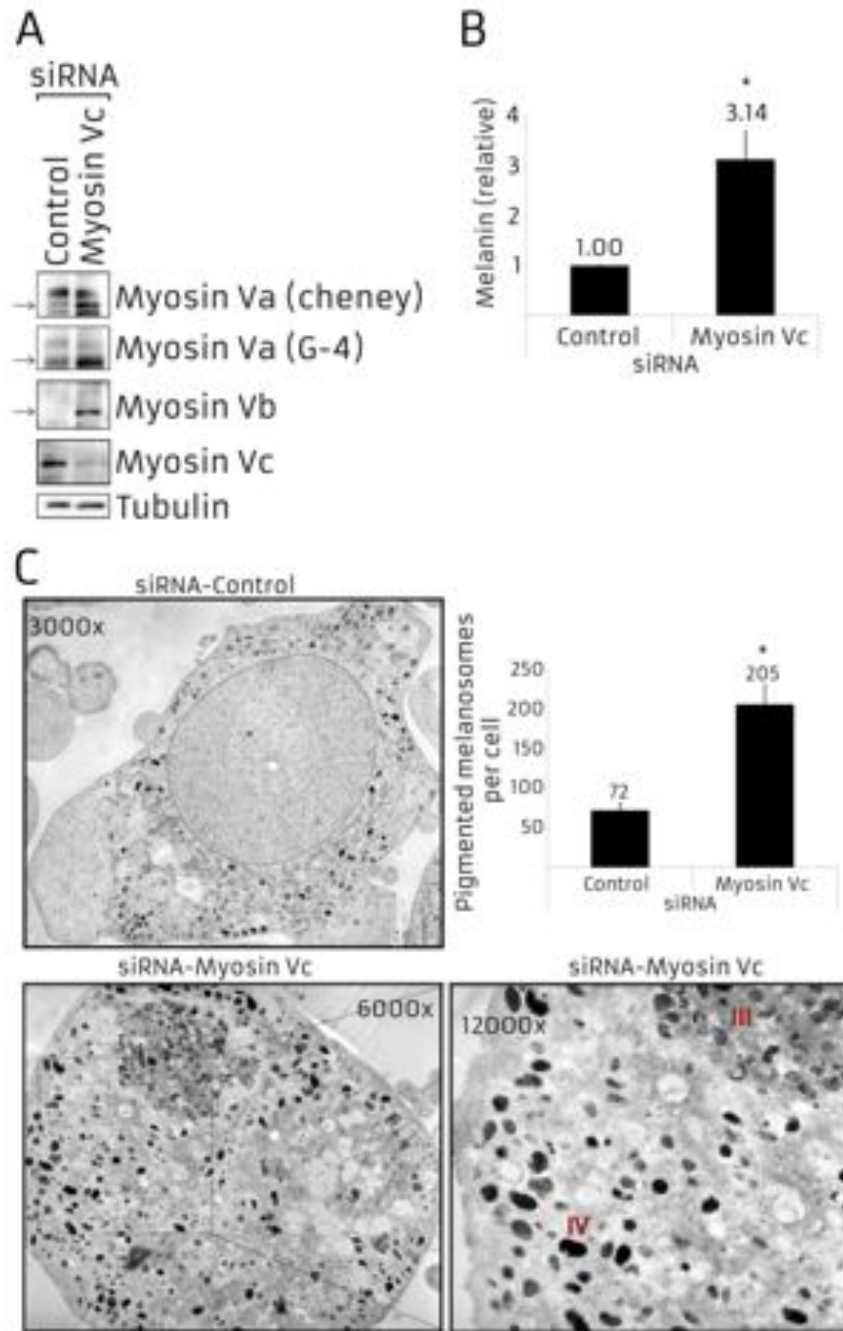 A
siRNA
Control
Myosin Vc
Myosin Va (cheney)
Myosin Va (G-4)
Myosin Vb
Myosin Vc
Tubulin
B
Melanin (relative)
4
3
2
1
1.00
*
3.14
Control
Myosin Vc
siRNA
C
siRNA-Control
3000x
Pigmented melanosomes
per cell
250
200
150
100
50
72
*
205
Control
Myosin Vc
siRNA
siRNA-Myosin Vc
6000x
siRNA-Myosin Vc
12000x
III
IV